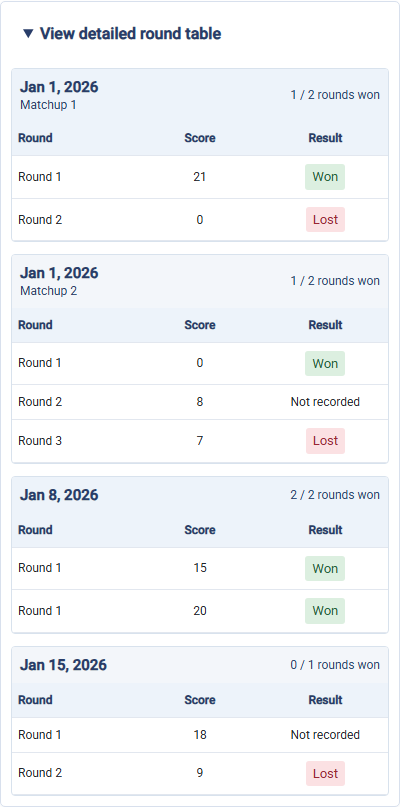 ▼ View detailed round table
Jan 1, 2026 1 / 2 rounds won
Matchup 1
Round Score Result
Round 1 21 Won
Round 2 0 Lost
Jan 1, 2026 1 / 2 rounds won
Matchup 2
Round Score Result
Round 1 0 Won
Round 2 8 Not recorded
Round 3 7 Lost
Jan 8, 2026 2 / 2 rounds won
Round Score Result
Round 1 15 Won
Round 1 20 Won
Jan 15, 2026 0 / 1 rounds won
Round Score Result
Round 1 18 Not recorded
Round 2 9 Lost